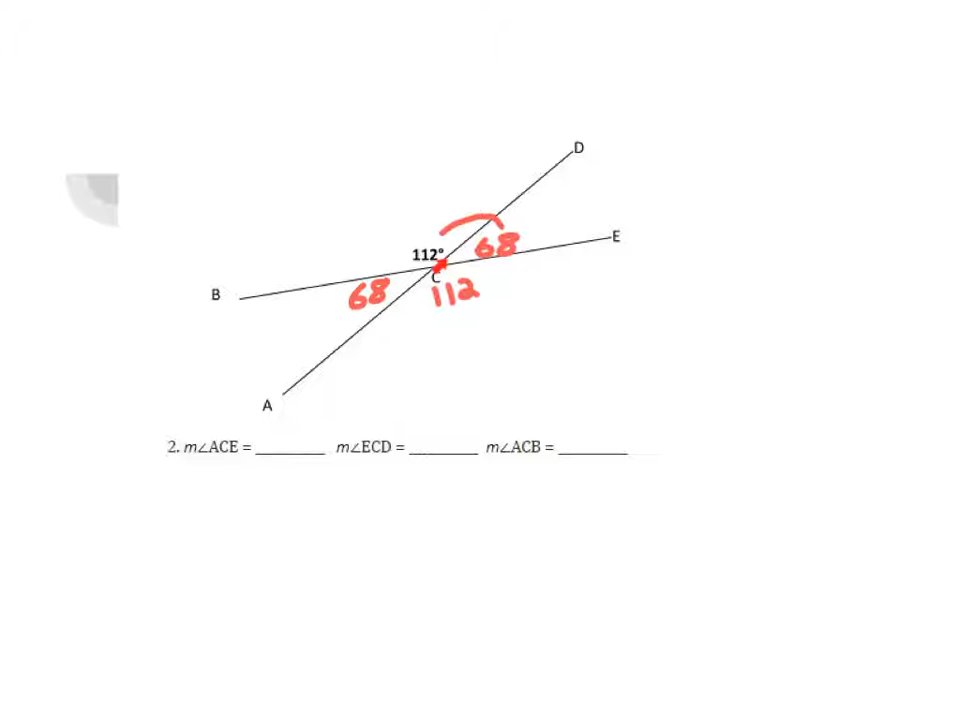 D
E
112°
68
C
B
68
112
A
2. m∠ACE = ________ m∠ECD = ________ m∠ACB = ________